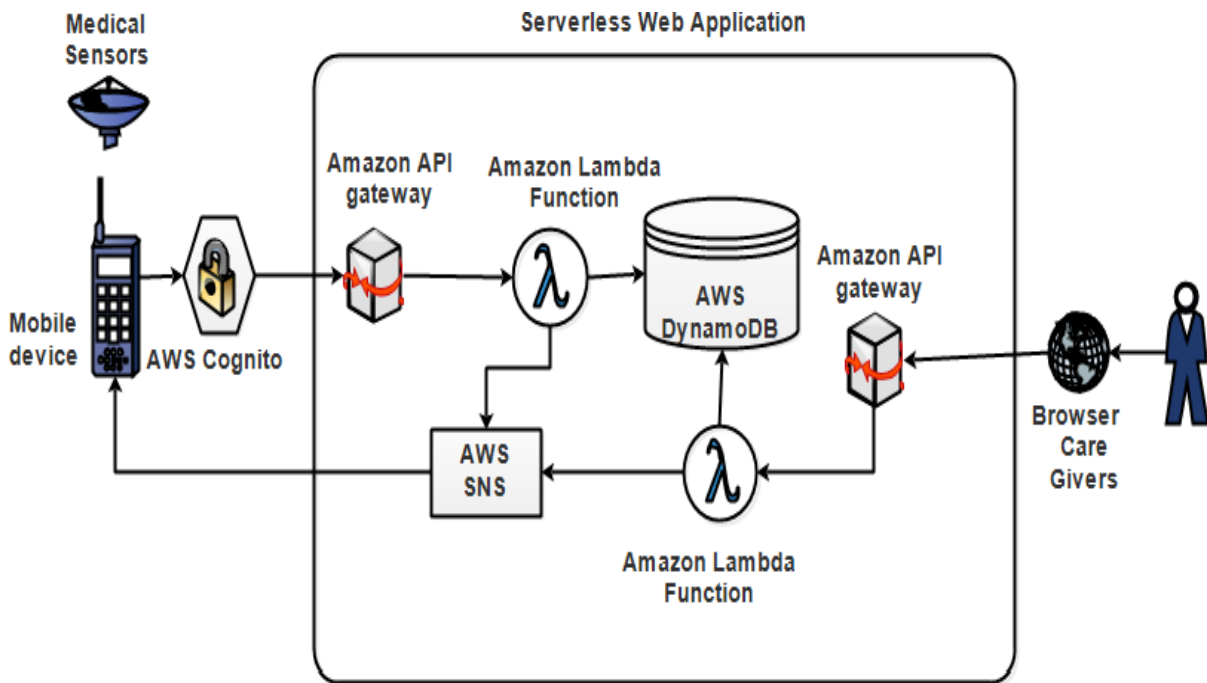 Serverless Web Application
Medical
Sensors
Amazon API
gateway
Amazon Lambda
Function
Amazon API
gateway
AWS
DynamoDB
Mobile
device
AWS Cognito
Browser
Care
Givers
AWS
SNS
Amazon Lambda
Function
λ
λ